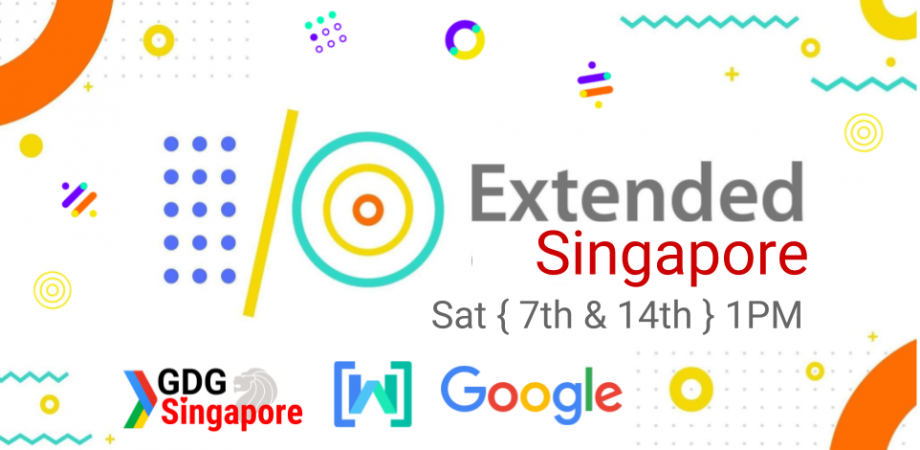 I/O Extended
Singapore
Sat { 7th & 14th } 1PM
GDG
Singapore
[W]
Google